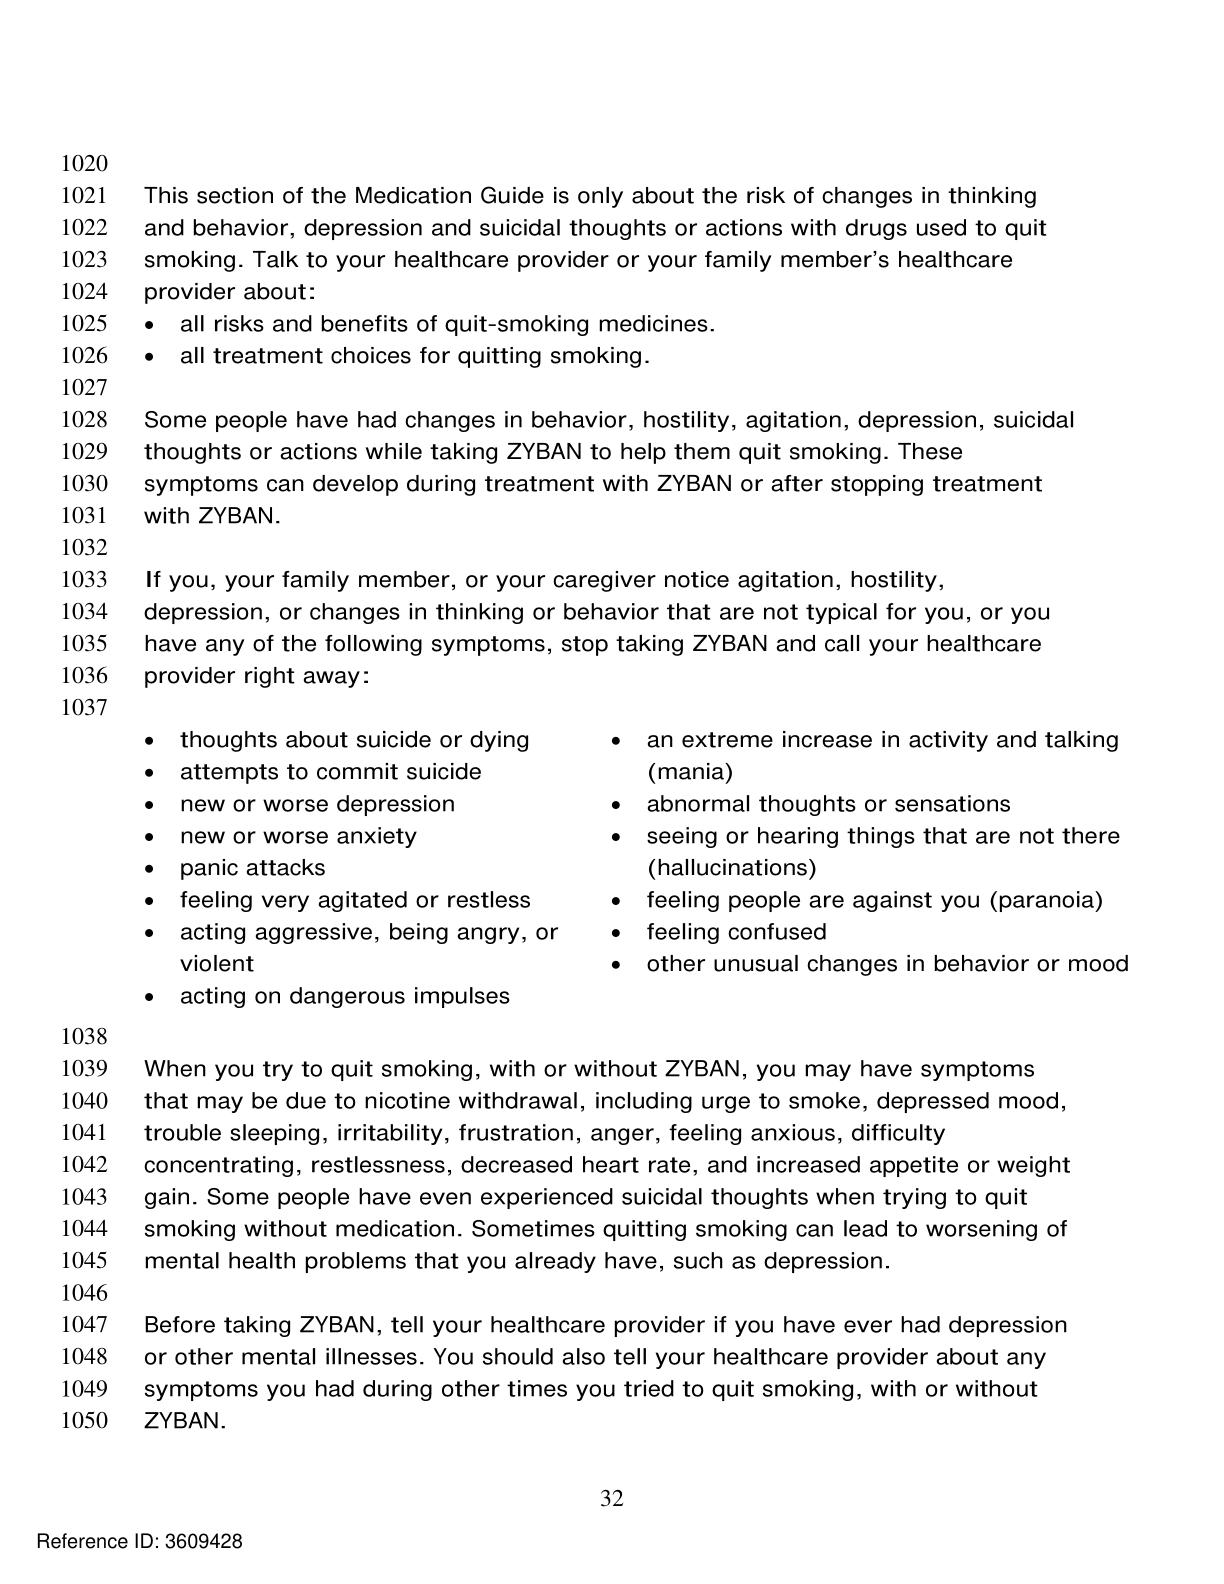 1020
1021 This section of the Medication Guide is only about the risk of changes in thinking
1022 and behavior, depression and suicidal thoughts or actions with drugs used to quit
1023 smoking. Talk to your healthcare provider or your family member’s healthcare
1024 provider about:
1025 • all risks and benefits of quit-smoking medicines.
1026 • all treatment choices for quitting smoking.
1027
1028 Some people have had changes in behavior, hostility, agitation, depression, suicidal
1029 thoughts or actions while taking ZYBAN to help them quit smoking. These
1030 symptoms can develop during treatment with ZYBAN or after stopping treatment
1031 with ZYBAN.
1032
1033 If you, your family member, or your caregiver notice agitation, hostility,
1034 depression, or changes in thinking or behavior that are not typical for you, or you
1035 have any of the following symptoms, stop taking ZYBAN and call your healthcare
1036 provider right away:
1037
• thoughts about suicide or dying
• attempts to commit suicide
• new or worse depression
• new or worse anxiety
• panic attacks
• feeling very agitated or restless
• acting aggressive, being angry, or
violent
• acting on dangerous impulses
• an extreme increase in activity and talking
(mania)
• abnormal thoughts or sensations
• seeing or hearing things that are not there
(hallucinations)
• feeling people are against you (paranoia)
• feeling confused
• other unusual changes in behavior or mood
1038
1039 When you try to quit smoking, with or without ZYBAN, you may have symptoms
1040 that may be due to nicotine withdrawal, including urge to smoke, depressed mood,
1041 trouble sleeping, irritability, frustration, anger, feeling anxious, difficulty
1042 concentrating, restlessness, decreased heart rate, and increased appetite or weight
1043 gain. Some people have even experienced suicidal thoughts when trying to quit
1044 smoking without medication. Sometimes quitting smoking can lead to worsening of
1045 mental health problems that you already have, such as depression.
1046
1047 Before taking ZYBAN, tell your healthcare provider if you have ever had depression
1048 or other mental illnesses. You should also tell your healthcare provider about any
1049 symptoms you had during other times you tried to quit smoking, with or without
1050 ZYBAN.
32
Reference ID: 3609428